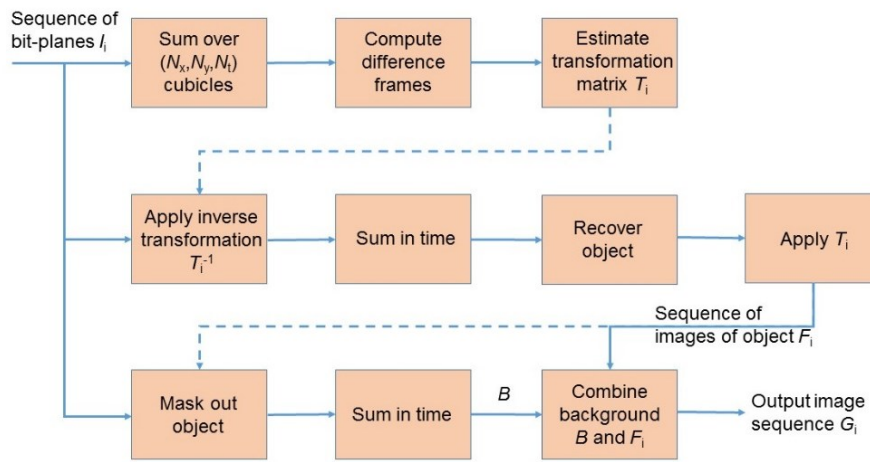 Sequence of
bit-planes Iᵢ
Sum over
(Nₓ,Nᵧ,Nₜ)
cubicles
Compute
difference
frames
Estimate
transformation
matrix Tᵢ
Apply inverse
transformation
Tᵢ⁻¹
Sum in time
Recover
object
Apply Tᵢ
Sequence of
images of object Fᵢ
Mask out
object
Sum in time
B
Combine
background
B and Fᵢ
Output image
sequence Gᵢ